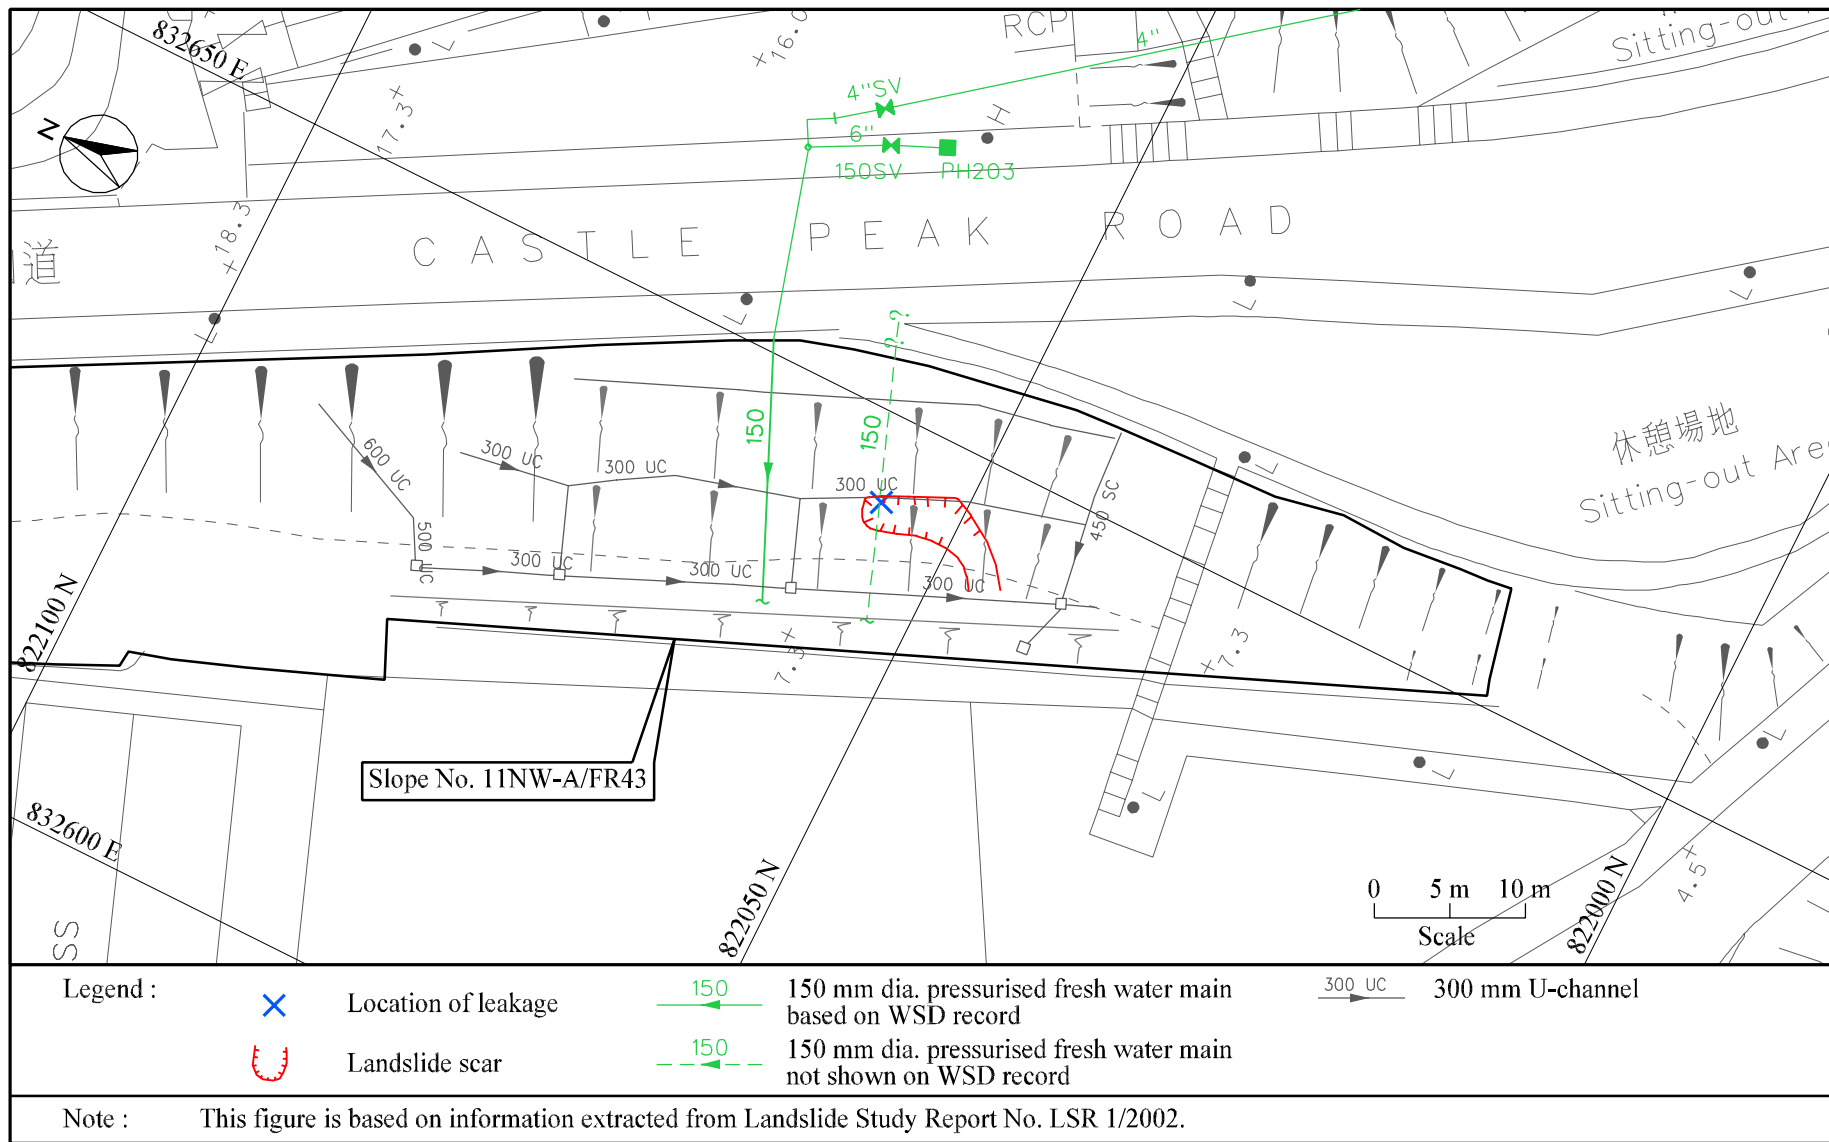 832650 E
N
×17.3
×16.0
RCP
4"
Sitting-out
4"SV
6"
150SV
PH203
H
L
×18.3
道
CASTLE PEAK ROAD
L
L
L
L
150
150
?
?
600 UC
300 UC
300 UC
300 UC
450 SC
500 UC
300 UC
300 UC
300 UC
休憩場地
Sitting-out Are
L
822100 N
7.3 ×
×7.3
Slope No. 11NW-A/FR43
L
L
L
832600 E
822050 N
822000 N
4.5 ×
SS
0 5 m 10 m
Scale
Legend :
Location of leakage
Landslide scar
150
150 mm dia. pressurised fresh water main
based on WSD record
150
150 mm dia. pressurised fresh water main
not shown on WSD record
300 UC
300 mm U-channel
Note : This figure is based on information extracted from Landslide Study Report No. LSR 1/2002.